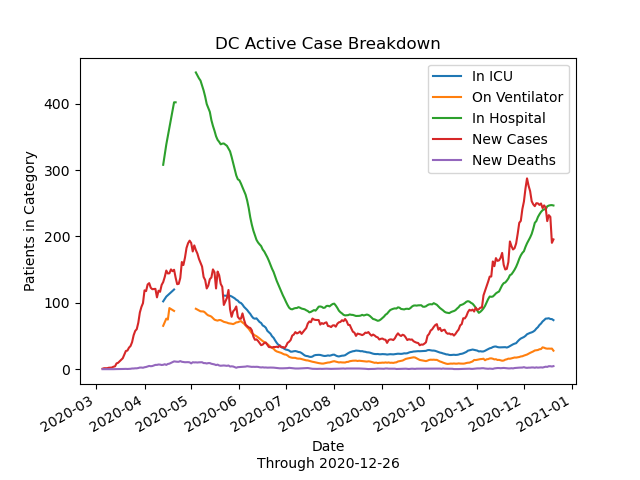 DC Active Case Breakdown
In ICU
On Ventilator
In Hospital
New Cases
New Deaths
Patients in Category
400
300
200
100
0
2020-03
2020-04
2020-05
2020-06
2020-07
2020-08
2020-09
2020-10
2020-11
2020-12
2021-01
Date
Through 2020-12-26